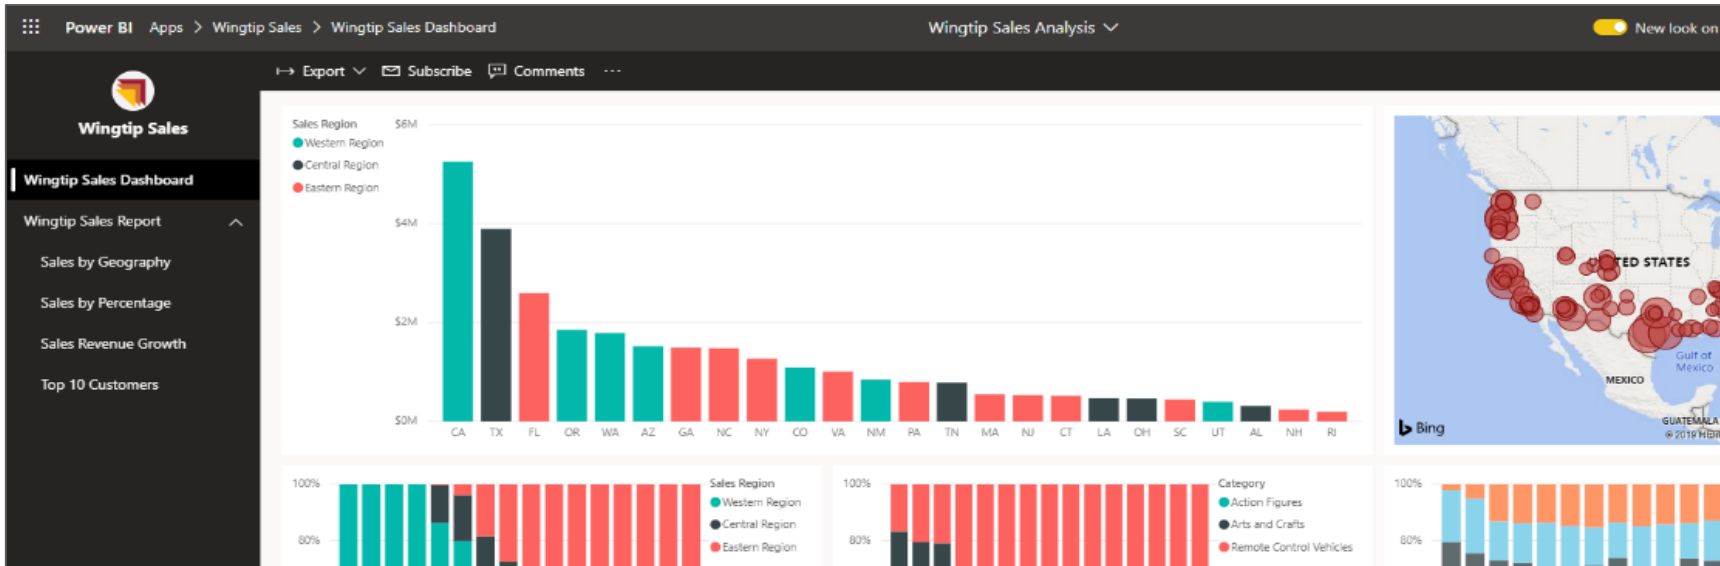 Power BI Apps > Wingtip Sales > Wingtip Sales Dashboard
Wingtip Sales Analysis
New look on
Export
Subscribe
Comments
Wingtip Sales
Wingtip Sales Dashboard
Wingtip Sales Report
Sales by Geography
Sales by Percentage
Sales Revenue Growth
Top 10 Customers
Sales Region
Western Region
Central Region
Eastern Region
$6M
$4M
$2M
$0M
CA TX FL OR WA AZ GA NC NY CO VA NM PA TN MA NJ CT LA OH SC UT AL NH RI
UNITED STATES
Gulf of
Mexico
MEXICO
GUATEMALA
Bing
© 2019
100%
80%
Sales Region
Western Region
Central Region
Eastern Region
100%
80%
Category
Action Figures
Arts and Crafts
Remote Control Vehicles
100%
80%